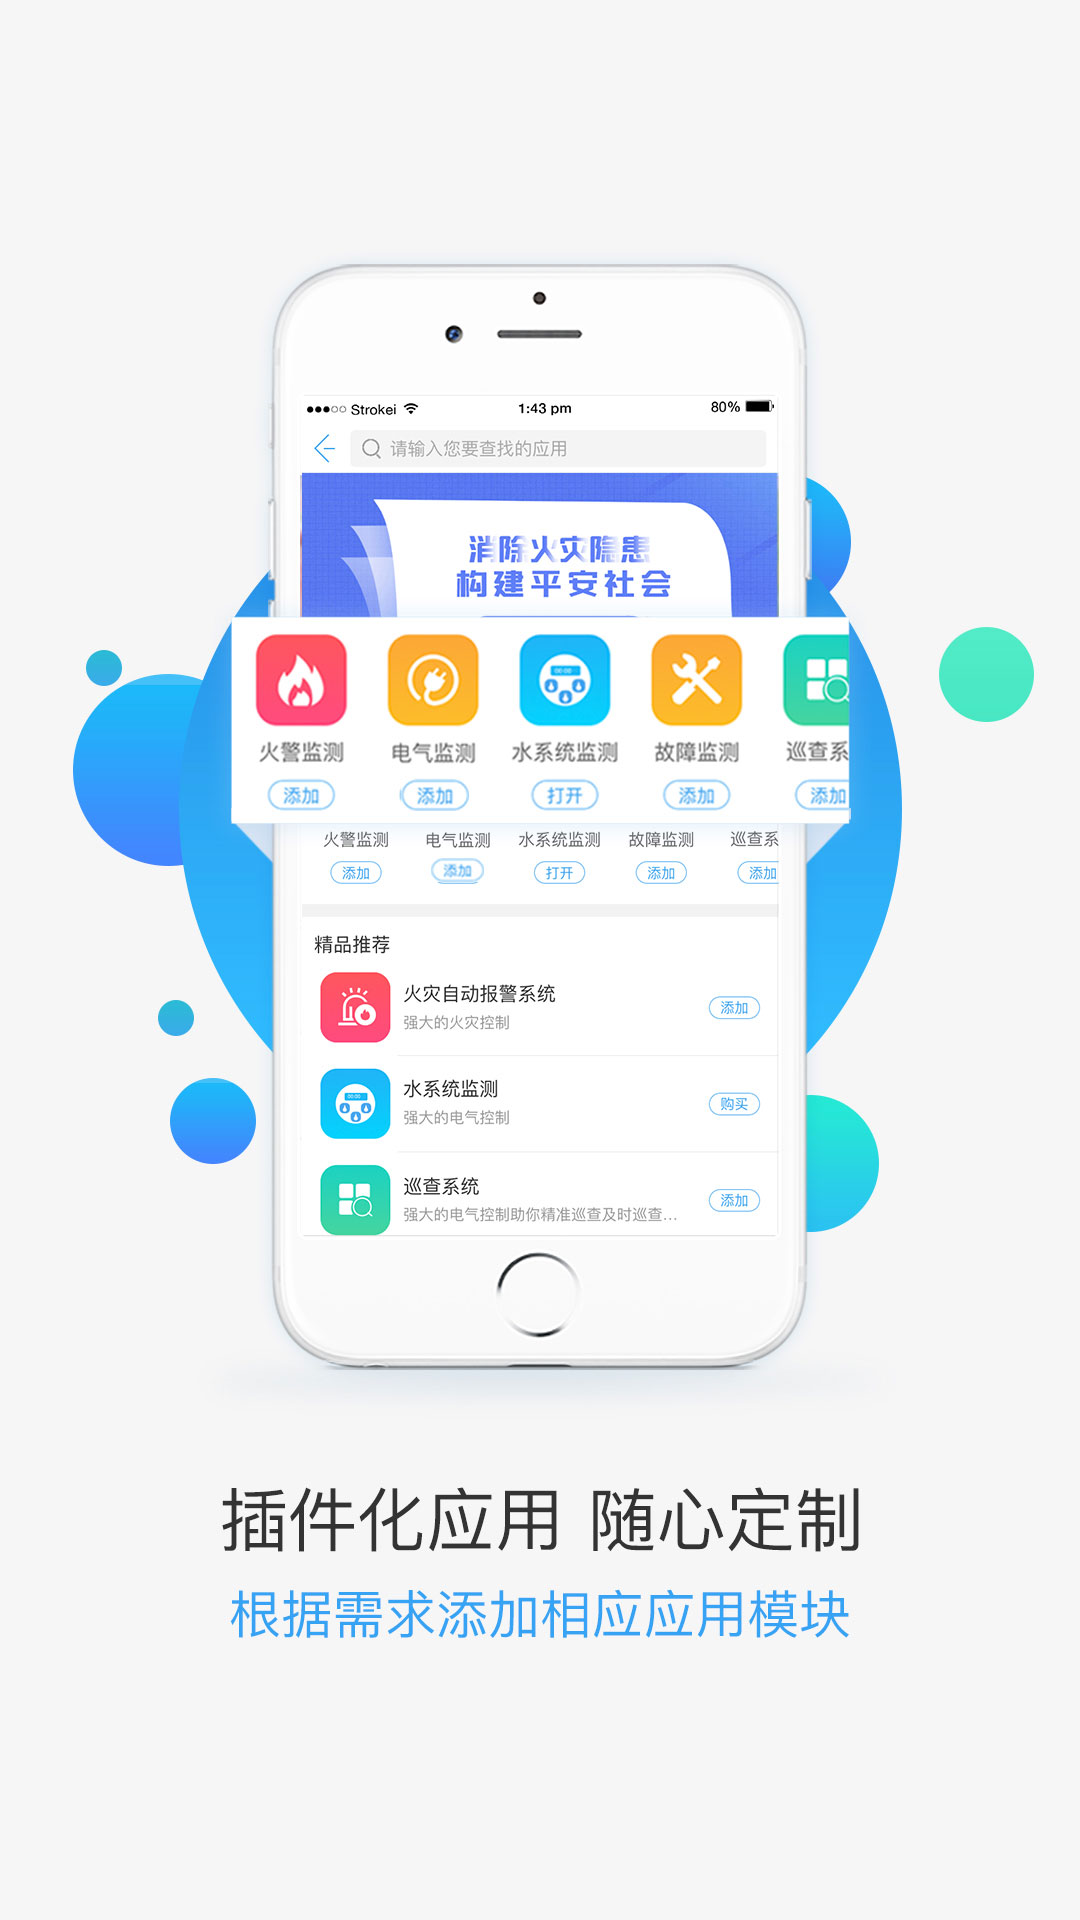 ●●●○○ Strokei 1:43 pm 80%
请输入您要查找的应用
消除火灾隐患
构建平安社会
火警监测 电气监测 水系统监测 故障监测 巡查系
添加 添加 打开 添加 添加
火警监测 电气监测 水系统监测 故障监测 巡查系
添加 添加 打开 添加 添加
精品推荐
火灾自动报警系统
强大的火灾控制
添加
水系统监测
强大的电气控制
购买
巡查系统
强大的电气控制助你精准巡查及时巡查...
添加
插件化应用 随心定制
根据需求添加相应应用模块